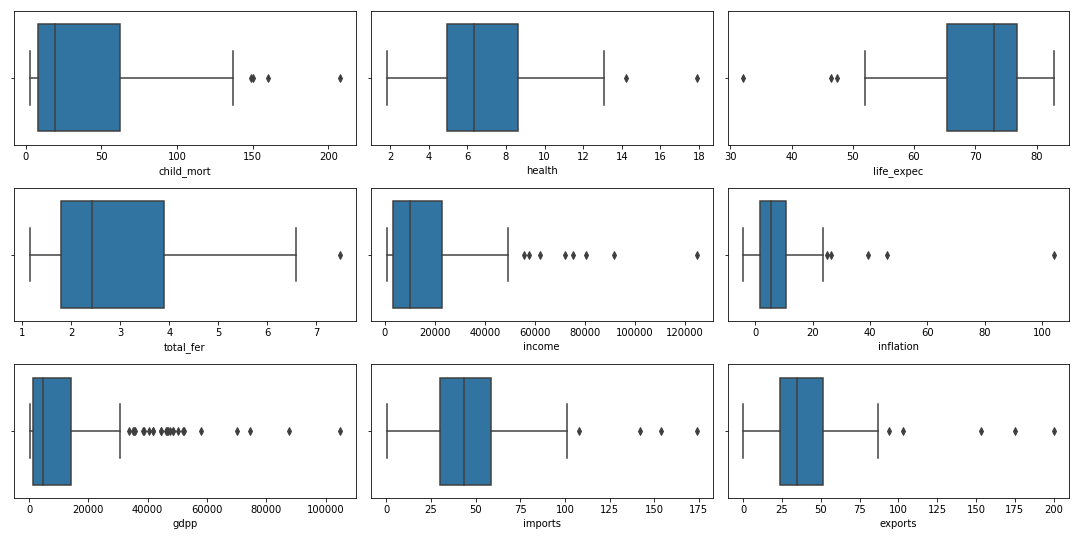 0 50 100 150 200
child_mort
2 4 6 8 10 12 14 16 18
health
30 40 50 60 70 80
life_expec
1 2 3 4 5 6 7
total_fer
0 20000 40000 60000 80000 100000 120000
income
0 20 40 60 80 100
inflation
0 20000 40000 60000 80000 100000
gdpp
0 25 50 75 100 125 150 175
imports
0 25 50 75 100 125 150 175 200
exports